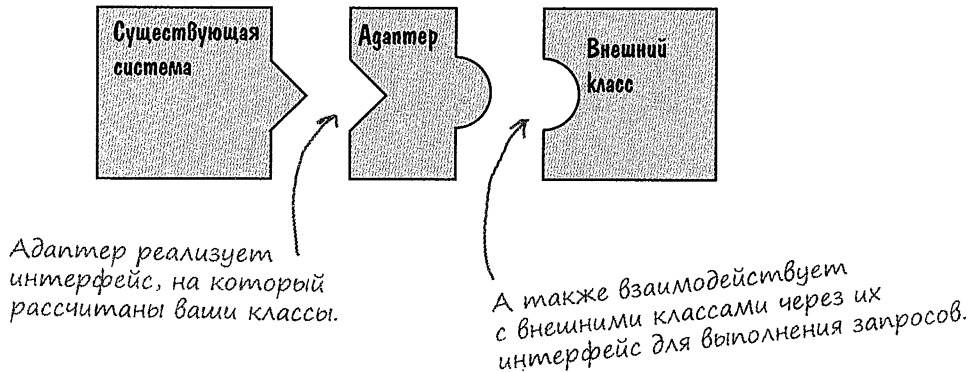 Существующая
система
Адаптер
Внешний
класс
Адаптер реализует
интерфейс, на который
рассчитаны ваши классы.
А также взаимодействует
с внешними классами через их
интерфейс для выполнения запросов.